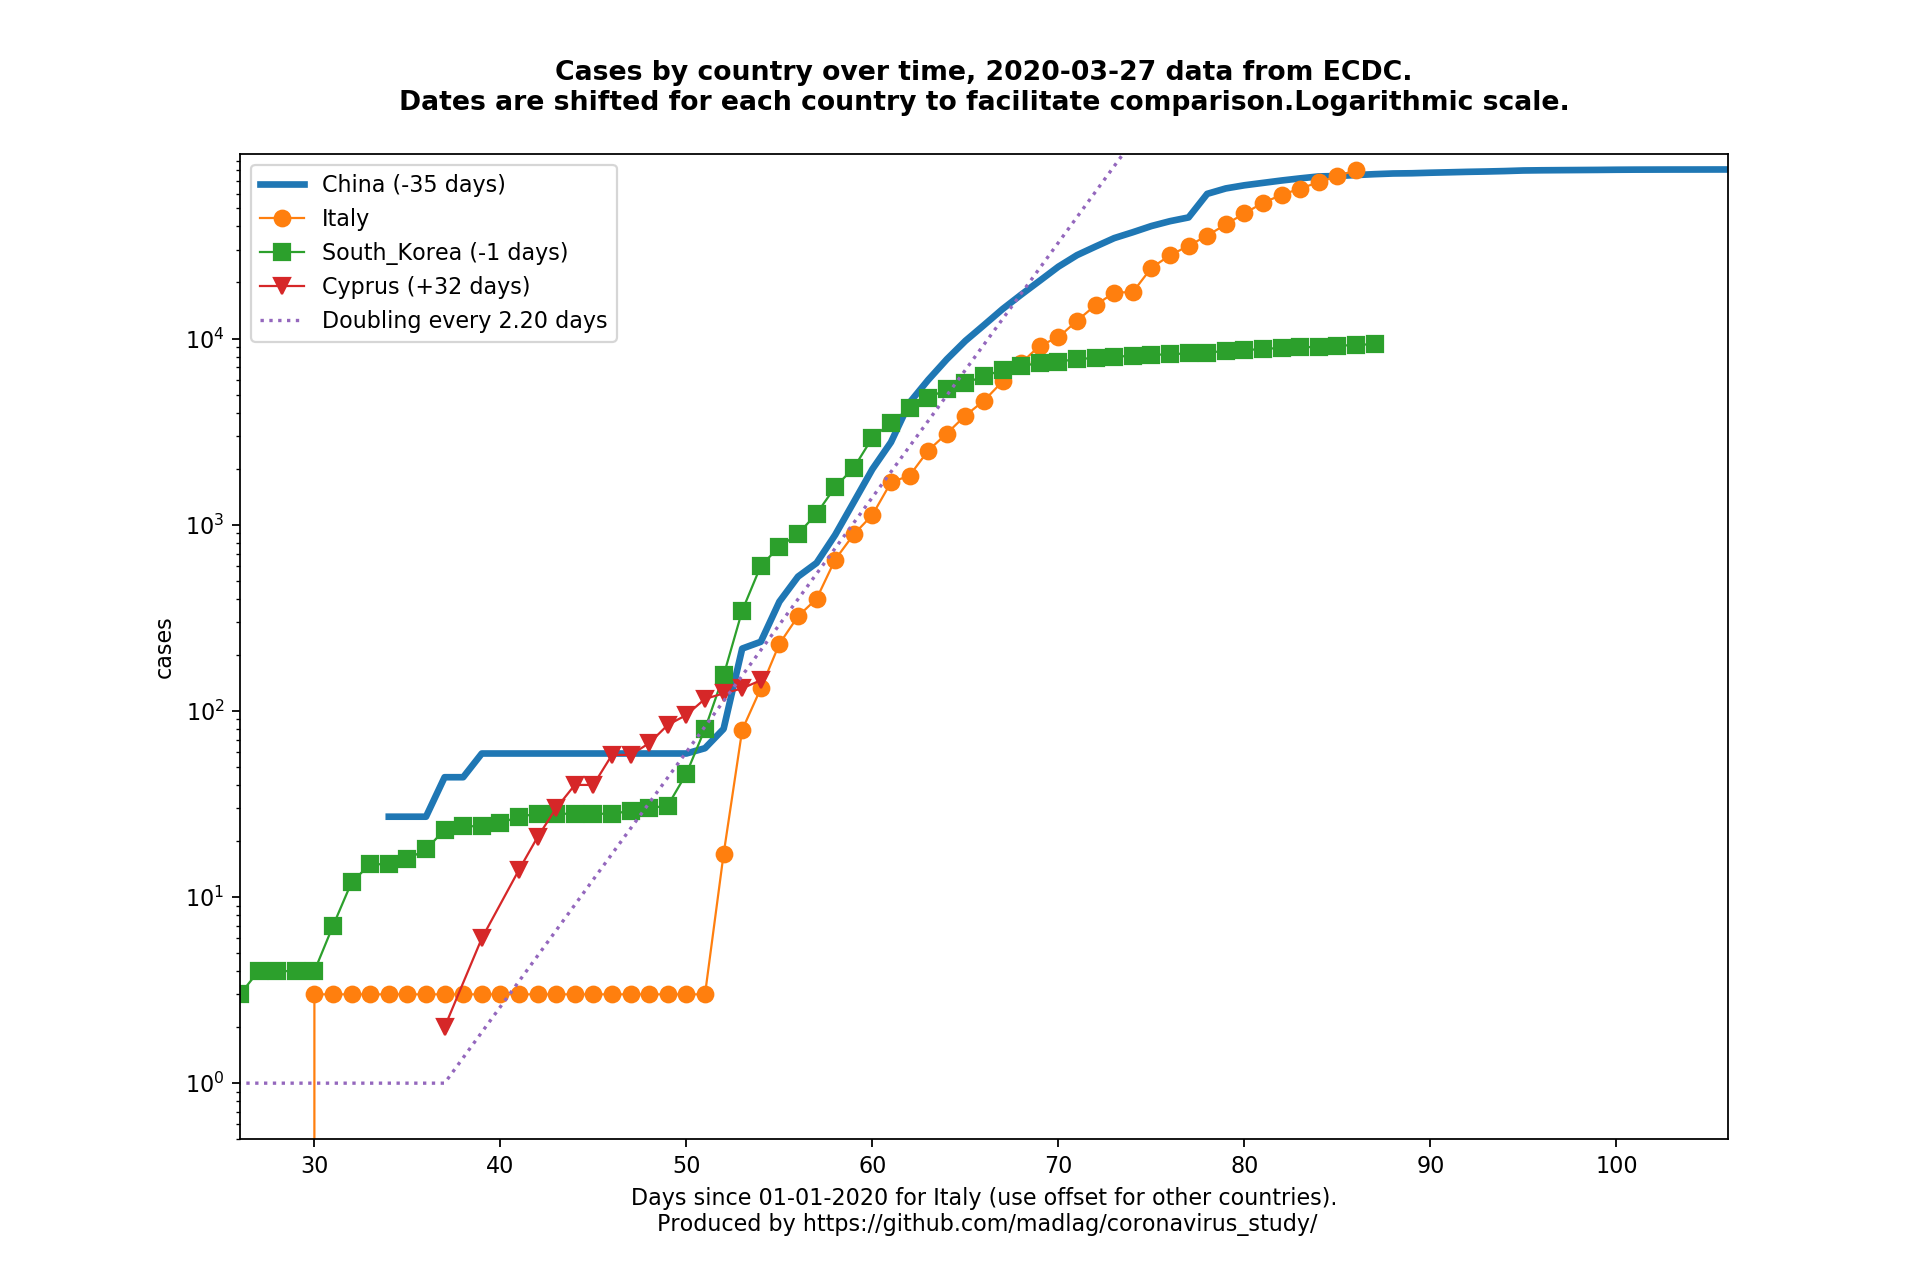 Cases by country over time, 2020-03-27 data from ECDC.
Dates are shifted for each country to facilitate comparison.Logarithmic scale.
China (-35 days)
Italy
South_Korea (-1 days)
Cyprus (+32 days)
Doubling every 2.20 days
cases
10⁴
10³
10²
10¹
10⁰
30 40 50 60 70 80 90 100
Days since 01-01-2020 for Italy (use offset for other countries).
Produced by https://github.com/madlag/coronavirus_study/